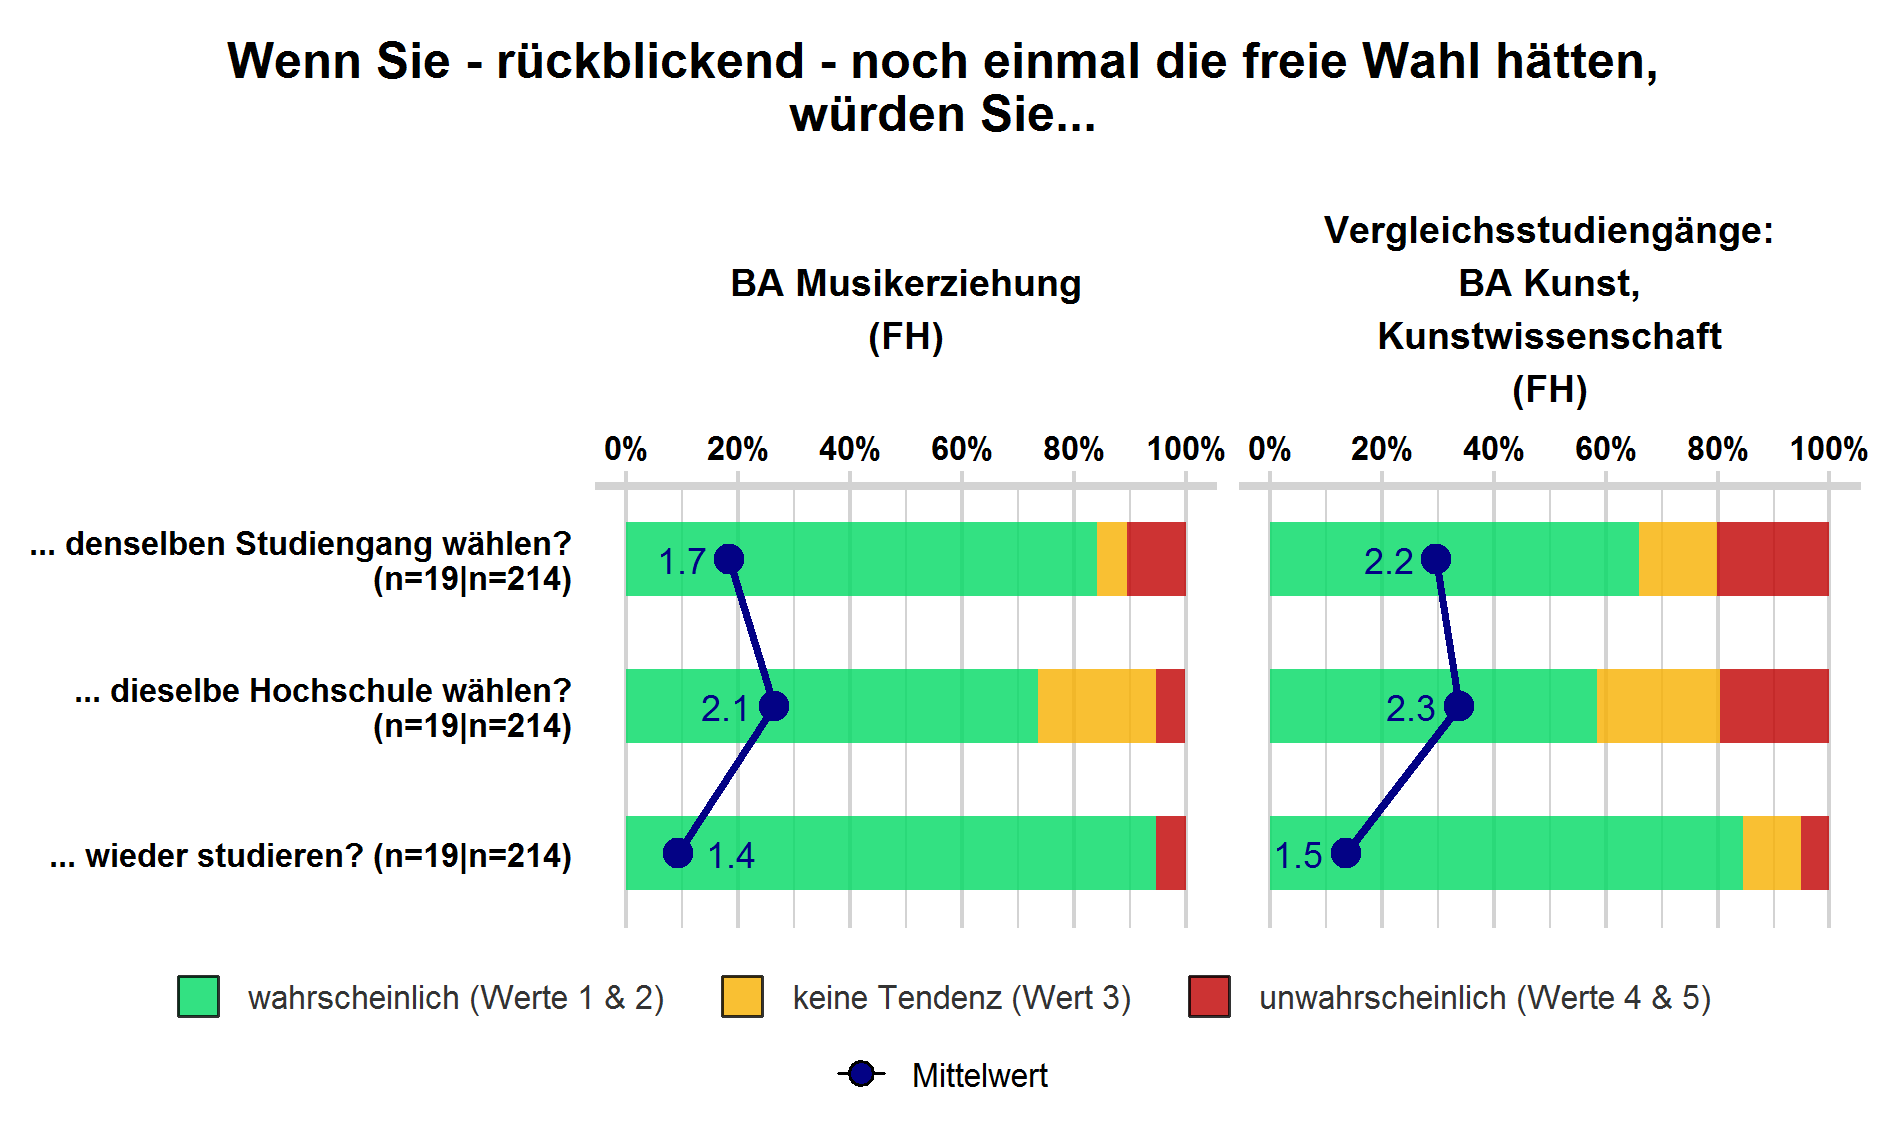 Wenn Sie - rückblickend - noch einmal die freie Wahl hätten,
würden Sie...
BA Musikerziehung
(FH)
Vergleichsstudiengänge:
BA Kunst,
Kunstwissenschaft
(FH)
0% 20% 40% 60% 80% 100%
0% 20% 40% 60% 80% 100%
... denselben Studiengang wählen?
(n=19|n=214)
1.7
2.2
... dieselbe Hochschule wählen?
(n=19|n=214)
2.1
2.3
... wieder studieren? (n=19|n=214)
1.4
1.5
wahrscheinlich (Werte 1 & 2)
keine Tendenz (Wert 3)
unwahrscheinlich (Werte 4 & 5)
Mittelwert